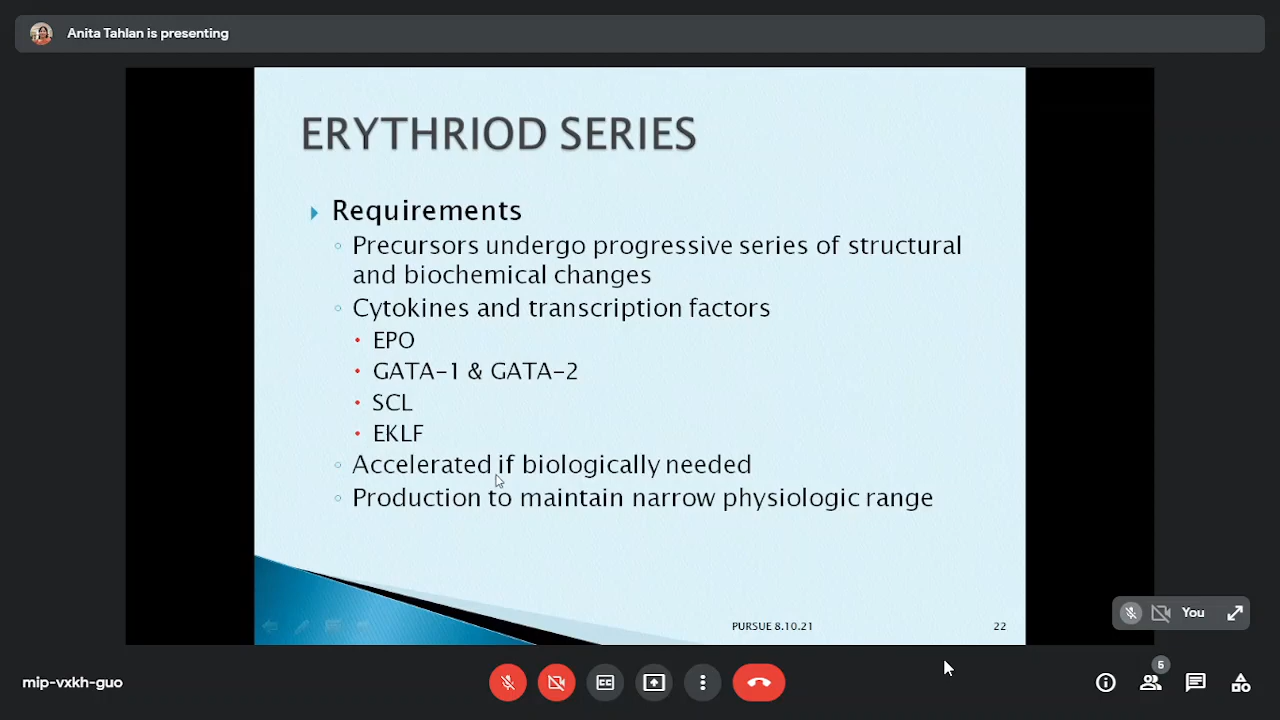 Anita Tahlan is presenting
ERYTHRIOD SERIES
Requirements
Precursors undergo progressive series of structural
and biochemical changes
Cytokines and transcription factors
EPO
GATA-1 & GATA-2
SCL
EKLF
Accelerated if biologically needed
Production to maintain narrow physiologic range
PURSUE 8.10.21
22
You
mip-vxkh-guo
CC
5